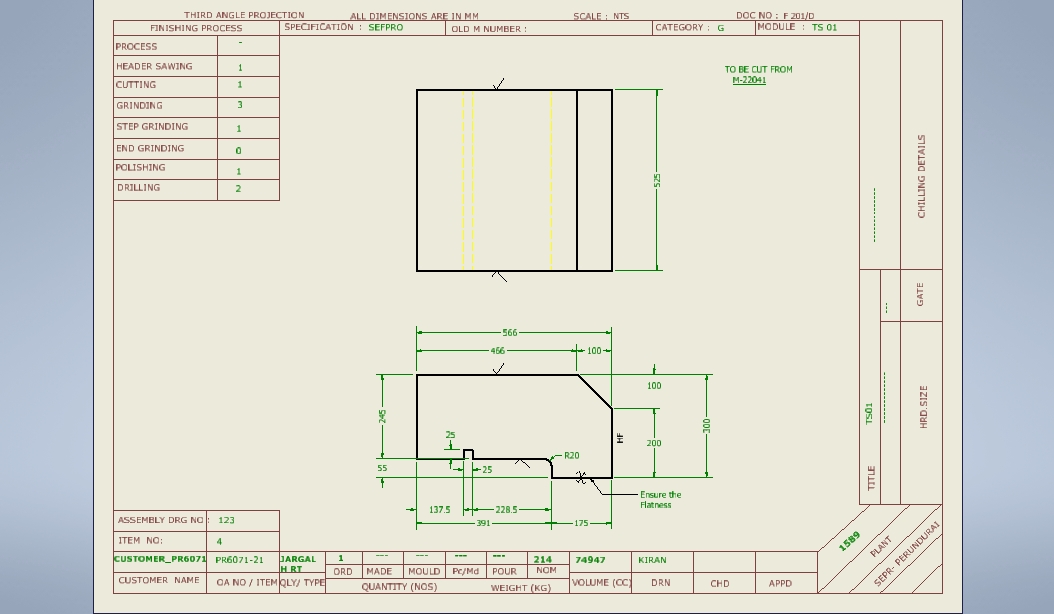 THIRD ANGLE PROJECTION ALL DIMENSIONS ARE IN MM SCALE : NTS DOC NO : F 201/D
FINISHING PROCESS SPECIFICATION : SEFPRO OLD M NUMBER : CATEGORY : G MODULE : TS 01
PROCESS -
HEADER SAWING 1
CUTTING 1
GRINDING 3
STEP GRINDING 1
END GRINDING 0
POLISHING 1
DRILLING 2
TO BE CUT FROM
M-22041
525
CHILLING DETAILS
GATE
HRD.SIZE
TITLE TS01
566
466 100
100
245
300
25
HF
200
R20
55
25
Ensure the
Flatness
137.5 228.5
391 175
ASSEMBLY DRG NO : 123
ITEM NO: 4
CUSTOMER_PR6071 PR6071-21 JARGAL 1 --- --- --- --- 214 74947 KIRAN
H RT
CUSTOMER NAME OA NO / ITEM QLY/ TYPE ORD MADE MOULD Pc/Md POUR NOM VOLUME (CC) DRN CHD APPD
QUANTITY (NOS) WEIGHT (KG)
1589
PLANT
SEPR- PERUNDURAI